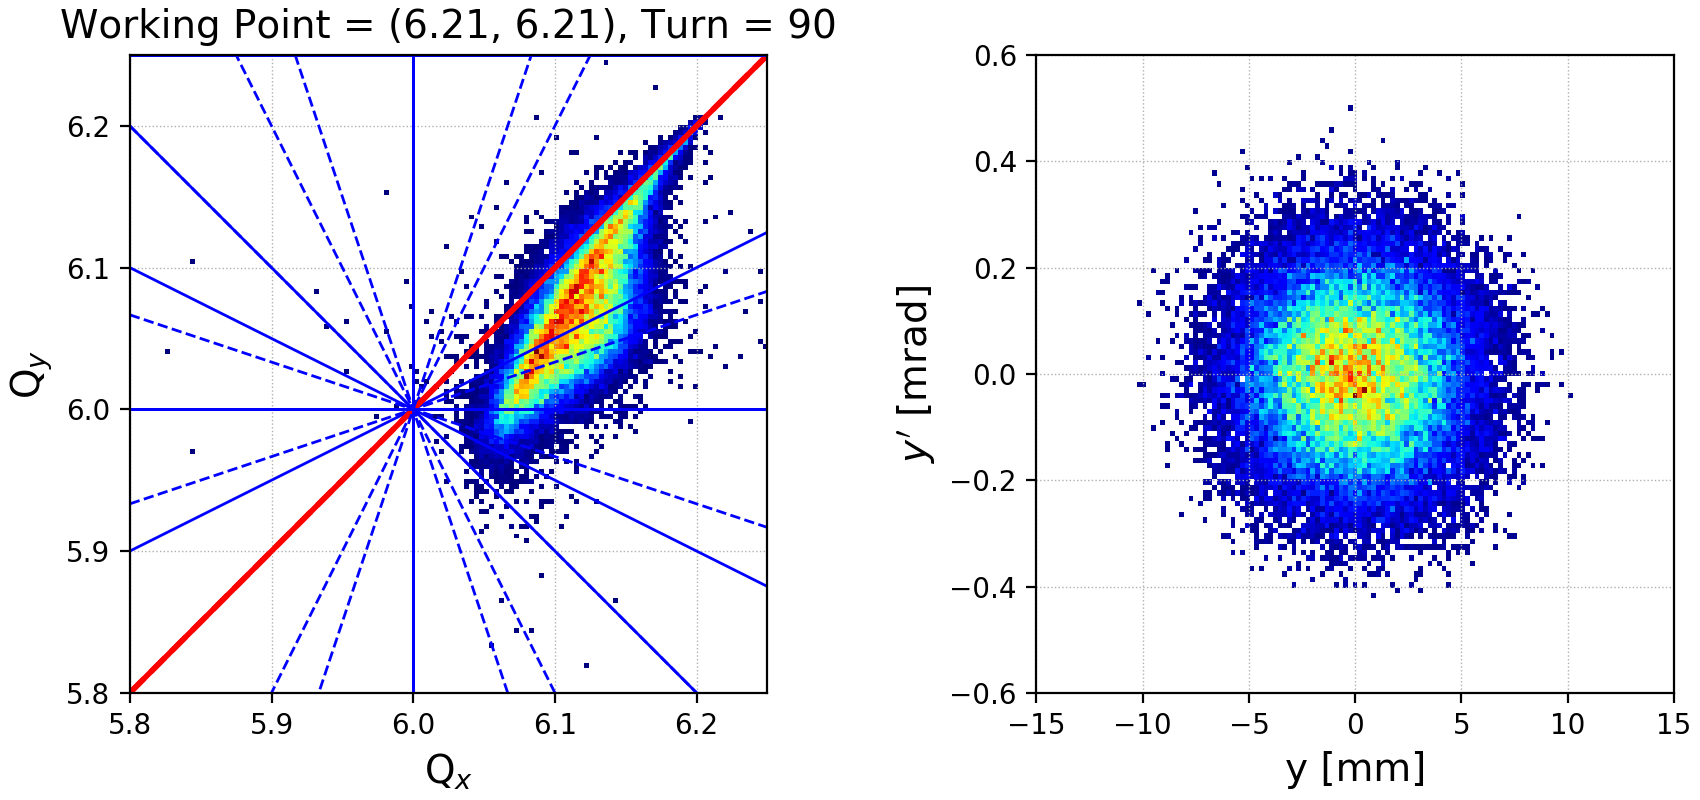 Working Point = (6.21, 6.21), Turn = 90
6.2
6.1
6.0
5.9
5.8
Qy
5.8 5.9 6.0 6.1 6.2
Qx
0.6
0.4
0.2
0.0
−0.2
−0.4
−0.6
y′ [mrad]
−15 −10 −5 0 5 10 15
y [mm]